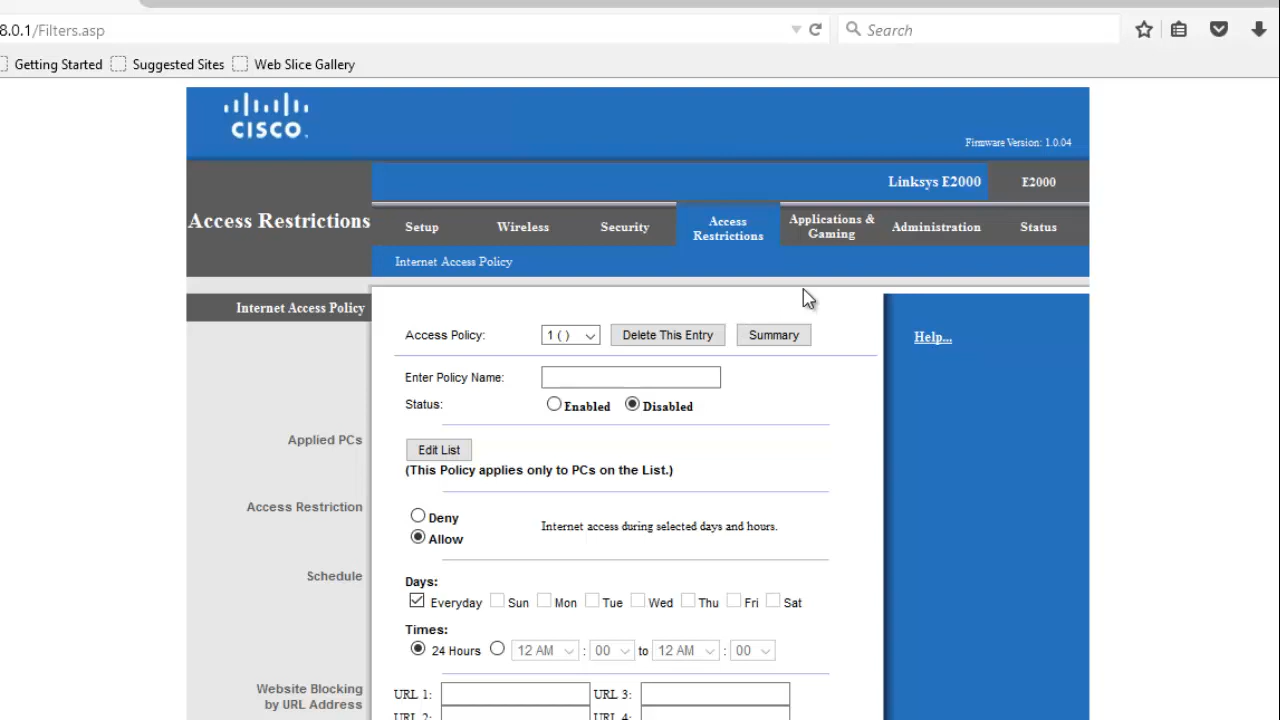 8.0.1/Filters.asp
Search
Getting Started Suggested Sites Web Slice Gallery
CISCO.
Firmware Version: 1.0.04
Linksys E2000 E2000
Access Restrictions
Setup Wireless Security Access Restrictions Applications & Gaming Administration Status
Internet Access Policy
Internet Access Policy
Access Policy: 1 ( ) Delete This Entry Summary
Help...
Enter Policy Name:
Status: Enabled Disabled
Applied PCs
Edit List
(This Policy applies only to PCs on the List.)
Access Restriction
Deny
Internet access during selected days and hours.
Allow
Schedule
Days:
Everyday Sun Mon Tue Wed Thu Fri Sat
Times:
24 Hours 12 AM : 00 to 12 AM : 00
Website Blocking
by URL Address
URL 1: URL 3:
URL 2: URL 4: